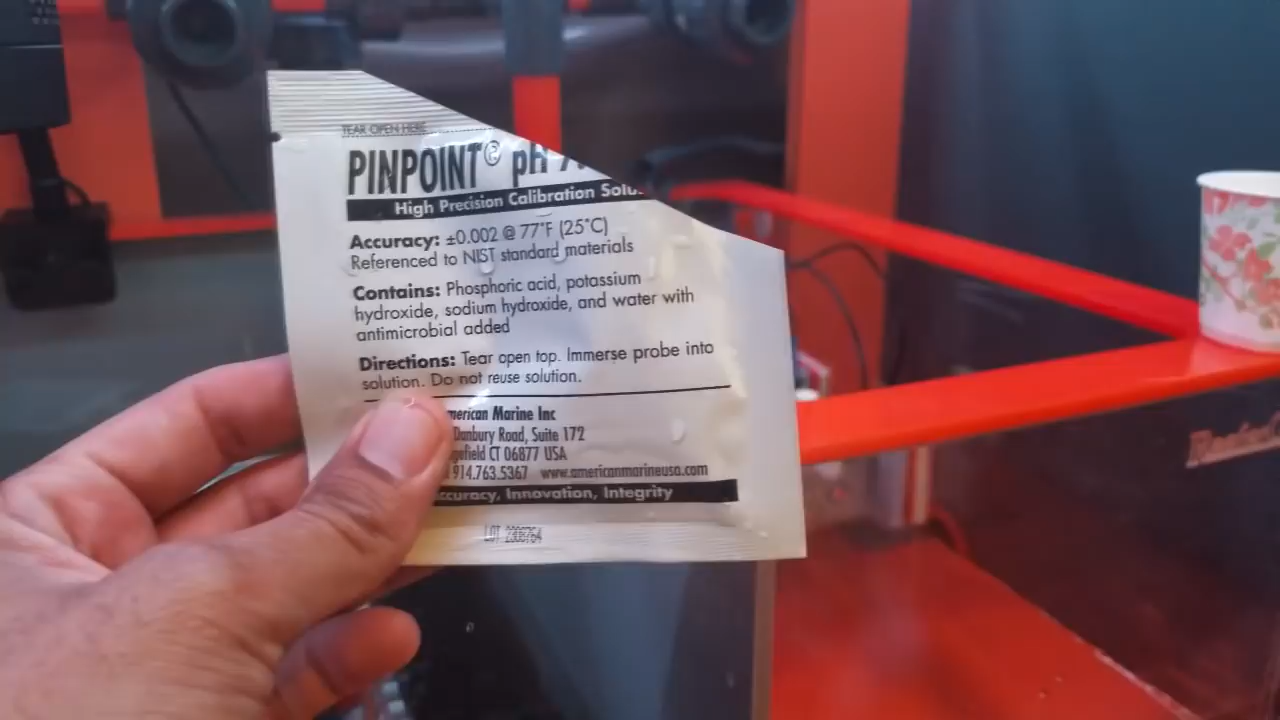 TEAR OPEN HERE
PINPOINT® pH
High Precision Calibration
Accuracy: ±0.002 @ 77°F (25°C)
Referenced to NIST standard materials
Contains: Phosphoric acid, potassium
hydroxide, sodium hydroxide, and water with
antimicrobial added
Directions: Tear open top. Immerse probe into
solution. Do not reuse solution.
merican Marine Inc
Danbury Road, Suite 172
gefield CT 06877 USA
914.763.5367 www.americanmarineusa.com
ccuracy, Innovation, Integrity
LOT